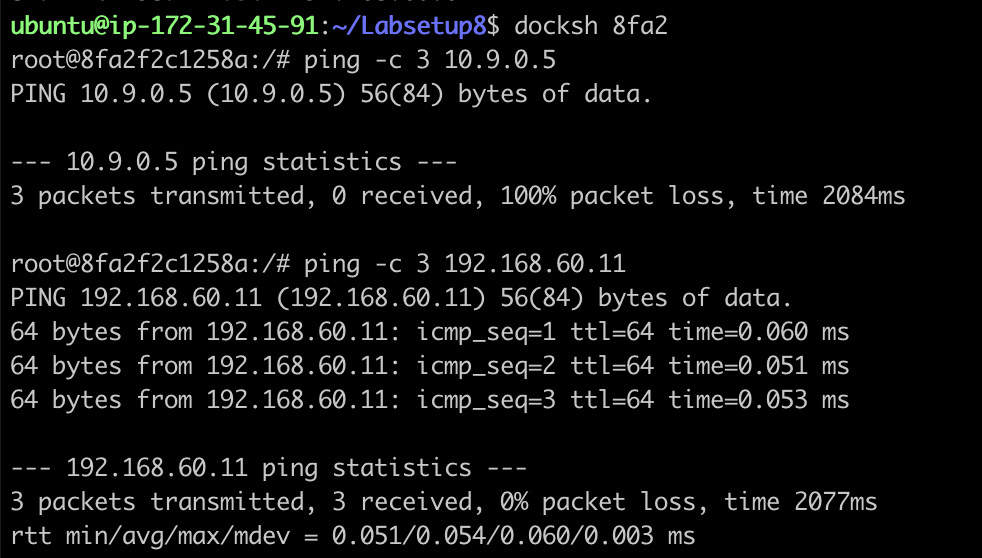 ubuntu@ip-172-31-45-91:~/Labsetup8$ docksh 8fa2
root@8fa2f2c1258a:/# ping -c 3 10.9.0.5
PING 10.9.0.5 (10.9.0.5) 56(84) bytes of data.

--- 10.9.0.5 ping statistics ---
3 packets transmitted, 0 received, 100% packet loss, time 2084ms

root@8fa2f2c1258a:/# ping -c 3 192.168.60.11
PING 192.168.60.11 (192.168.60.11) 56(84) bytes of data.
64 bytes from 192.168.60.11: icmp_seq=1 ttl=64 time=0.060 ms
64 bytes from 192.168.60.11: icmp_seq=2 ttl=64 time=0.051 ms
64 bytes from 192.168.60.11: icmp_seq=3 ttl=64 time=0.053 ms

--- 192.168.60.11 ping statistics ---
3 packets transmitted, 3 received, 0% packet loss, time 2077ms
rtt min/avg/max/mdev = 0.051/0.054/0.060/0.003 ms